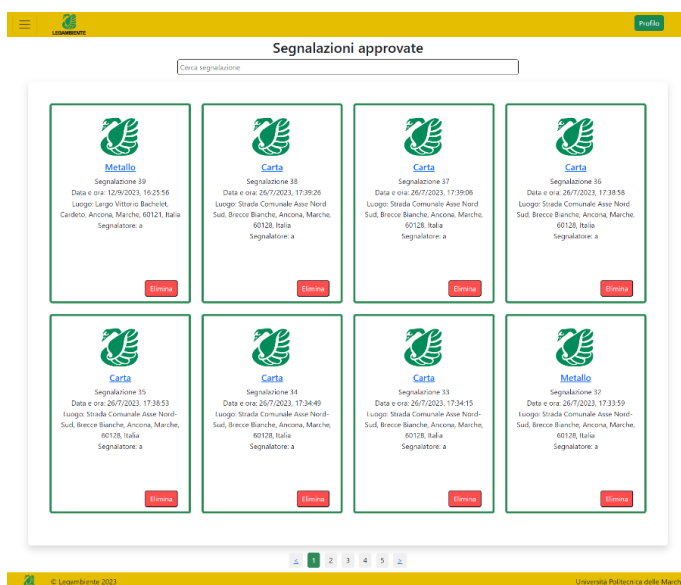 LEGAMBIENTE
Profilo
Segnalazioni approvate
Cerca segnalazione
Metallo
Segnalazione 39
Data e ora: 12/9/2023, 16:25:56
Luogo: Largo Vittorio Bachelet,
Cardeto, Ancona, Marche, 60121, Italia
Segnalatore: a
Elimina
Carta
Segnalazione 38
Data e ora: 26/7/2023, 17:39:26
Luogo: Strada Comunale Asse Nord
Sud, Brecce Bianche, Ancona, Marche,
60128, Italia
Segnalatore: a
Elimina
Carta
Segnalazione 37
Data e ora: 26/7/2023, 17:39:06
Luogo: Strada Comunale Asse Nord
Sud, Brecce Bianche, Ancona, Marche,
60128, Italia
Segnalatore: a
Elimina
Carta
Segnalazione 36
Data e ora: 26/7/2023, 17:38:58
Luogo: Strada Comunale Asse Nord
Sud, Brecce Bianche, Ancona, Marche,
60128, Italia
Segnalatore: a
Elimina
Carta
Segnalazione 35
Data e ora: 26/7/2023, 17:38:53
Luogo: Strada Comunale Asse Nord-
Sud, Brecce Bianche, Ancona, Marche,
60128, Italia
Segnalatore: a
Elimina
Carta
Segnalazione 34
Data e ora: 26/7/2023, 17:34:49
Luogo: Strada Comunale Asse Nord-
Sud, Brecce Bianche, Ancona, Marche,
60128, Italia
Segnalatore: a
Elimina
Carta
Segnalazione 33
Data e ora: 26/7/2023, 17:34:15
Luogo: Strada Comunale Asse Nord-
Sud, Brecce Bianche, Ancona, Marche,
60128, Italia
Segnalatore: a
Elimina
Metallo
Segnalazione 32
Data e ora: 26/7/2023, 17:33:59
Luogo: Strada Comunale Asse Nord-
Sud, Brecce Bianche, Ancona, Marche,
60128, Italia
Segnalatore: a
Elimina
≤ 1 2 3 4 5 ≥
© Legambiente 2023
Università Politecnica delle March